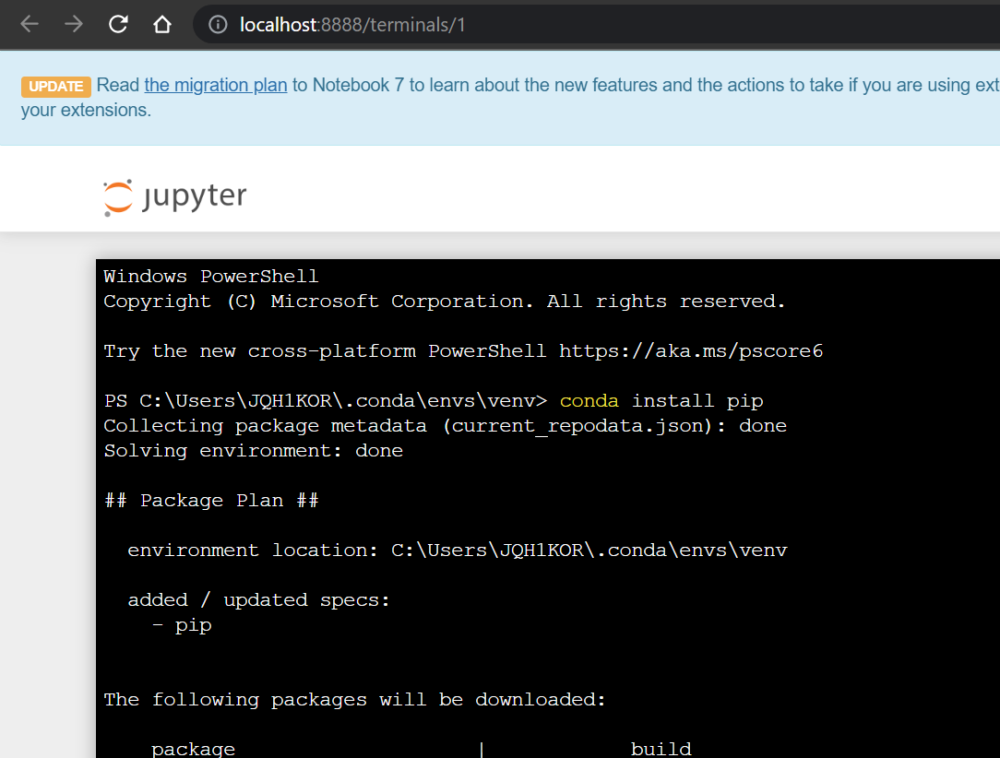 localhost:8888/terminals/1
UPDATE Read the migration plan to Notebook 7 to learn about the new features and the actions to take if you are using ext
your extensions.
jupyter
Windows PowerShell
Copyright (C) Microsoft Corporation. All rights reserved.
Try the new cross-platform PowerShell https://aka.ms/pscore6
PS C:\Users\JQH1KOR\.conda\envs\venv> conda install pip
Collecting package metadata (current_repodata.json): done
Solving environment: done
## Package Plan ##
environment location: C:\Users\JQH1KOR\.conda\envs\venv
added / updated specs:
- pip
The following packages will be downloaded:
package | build